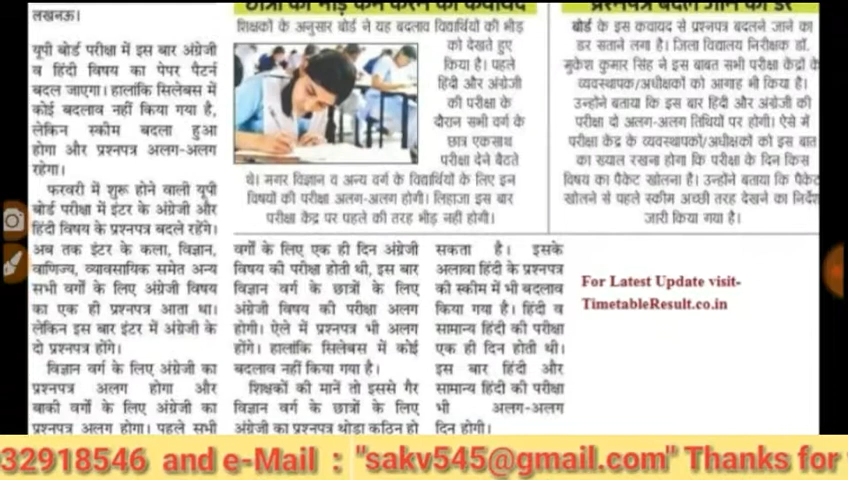 लखनऊ।
यूपी बोर्ड परीक्षा में इस बार अंग्रेजी
व हिंदी विषय का पेपर पैटर्न
बदल जाएगा। हालांकि सिलेबस में
कोई बदलाव नहीं किया गया है,
लेकिन स्कीम बदला हुआ
होगा और प्रश्नपत्र अलग-अलग
रहेगा।
फरवरी में शुरू होने वाली यूपी
बोर्ड परीक्षा में इंटर के अंग्रेजी और
हिंदी विषय के प्रश्नपत्र बदले रहेंगे।
अब तक इंटर के कला, विज्ञान,
वाणिज्य, व्यावसायिक समेत अन्य
सभी वर्गों के लिए अंग्रेजी विषय
का एक ही प्रश्नपत्र आता था।
लेकिन इस बार इंटर में अंग्रेजी के
दो प्रश्नपत्र होंगे।
विज्ञान वर्ग के लिए अंग्रेजी का
प्रश्नपत्र अलग होगा और
बाकी वर्गों के लिए अंग्रेजी का
प्रश्नपत्र अलग होगा। पहले सभी
छात्रों की भीड़ कम करने की कवायद
शिक्षकों के अनुसार बोर्ड ने यह बदलाव विद्यार्थियों की भीड़
को देखते हुए
किया है। पहले
हिंदी और अंग्रेजी
की परीक्षा के
दौरान सभी वर्ग के
छात्र एकसाथ
परीक्षा देने बैठते
थे। मगर विज्ञान व अन्य वर्ग के विद्यार्थियों के लिए इन
विषयों की परीक्षा अलग-अलग होगी। लिहाजा इस बार
परीक्षा केंद्र पर पहले की तरह भीड़ नहीं होगी।
वर्गों के लिए एक ही दिन अंग्रेजी
विषय की परीक्षा होती थी, इस बार
विज्ञान वर्ग के छात्रों के लिए
अंग्रेजी विषय की परीक्षा अलग
होगी। ऐसे में प्रश्नपत्र भी अलग
होंगे। हालांकि सिलेबस में कोई
बदलाव नहीं किया गया है।
शिक्षकों की मानें तो इससे गैर
विज्ञान वर्ग के छात्रों के लिए
अंग्रेजी का प्रश्नपत्र थोड़ा कठिन हो
सकता है। इसके
अलावा हिंदी के प्रश्नपत्र
की स्कीम में भी बदलाव
किया गया है। हिंदी व
सामान्य हिंदी की परीक्षा
एक ही दिन होती थी।
इस बार हिंदी और
सामान्य हिंदी की परीक्षा
भी अलग-अलग
दिन होगी।
प्रश्नपत्र बदल जाने का डर
बोर्ड के इस कवायद से प्रश्नपत्र बदलने जाने का
डर सताने लगा है। जिला विद्यालय निरीक्षक डॉ.
मुकेश कुमार सिंह ने इस बाबत सभी परीक्षा केंद्रों के
व्यवस्थापक/अधीक्षकों को आगाह भी किया है।
उन्होंने बताया कि इस बार हिंदी और अंग्रेजी की
परीक्षा दो अलग-अलग तिथियों पर होगी। ऐसे में
परीक्षा केंद्र के व्यवस्थापकों/अधीक्षकों को इस बात
का ख्याल रखना होगा कि परीक्षा के दिन किस
विषय का पैकेट खोलना है। उन्होंने बताया कि पैकेट
खोलने से पहले स्कीम अच्छी तरह देखने का निर्देश
जारी किया गया है।
For Latest Update visit-
TimetableResult.co.in
032918546 and e-Mail : "sakv545@gmail.com" Thanks for